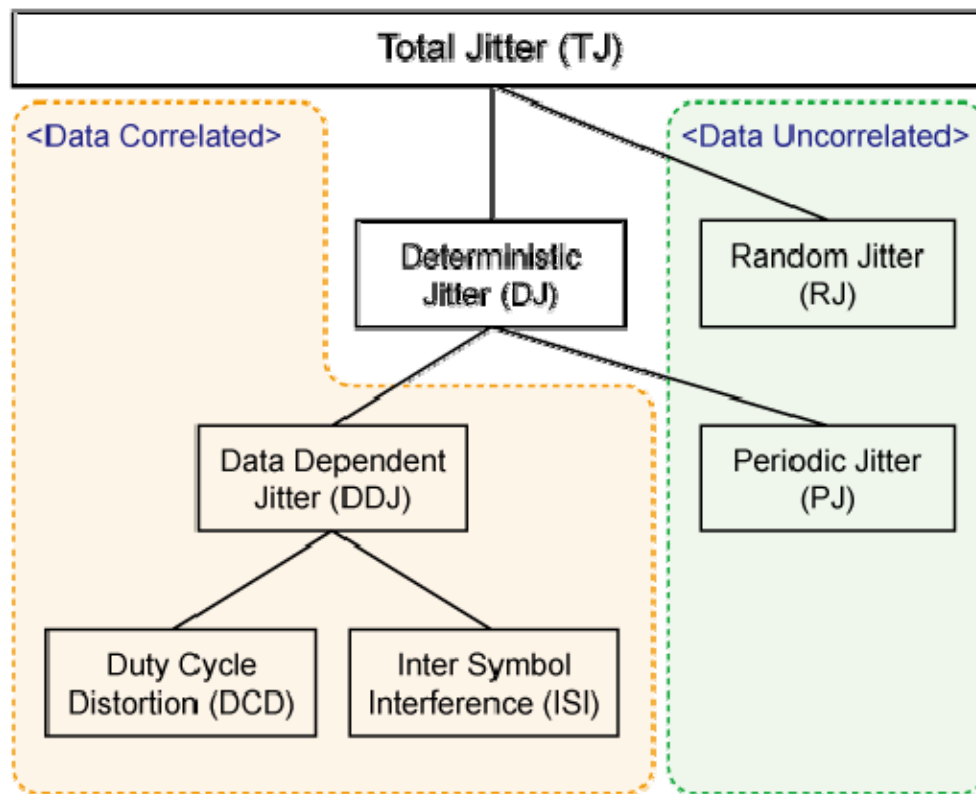 Total Jitter (TJ)
<Data Correlated>
<Data Uncorrelated>
Deterministic
Jitter (DJ)
Random Jitter
(RJ)
Data Dependent
Jitter (DDJ)
Periodic Jitter
(PJ)
Duty Cycle
Distortion (DCD)
Inter Symbol
Interference (ISI)